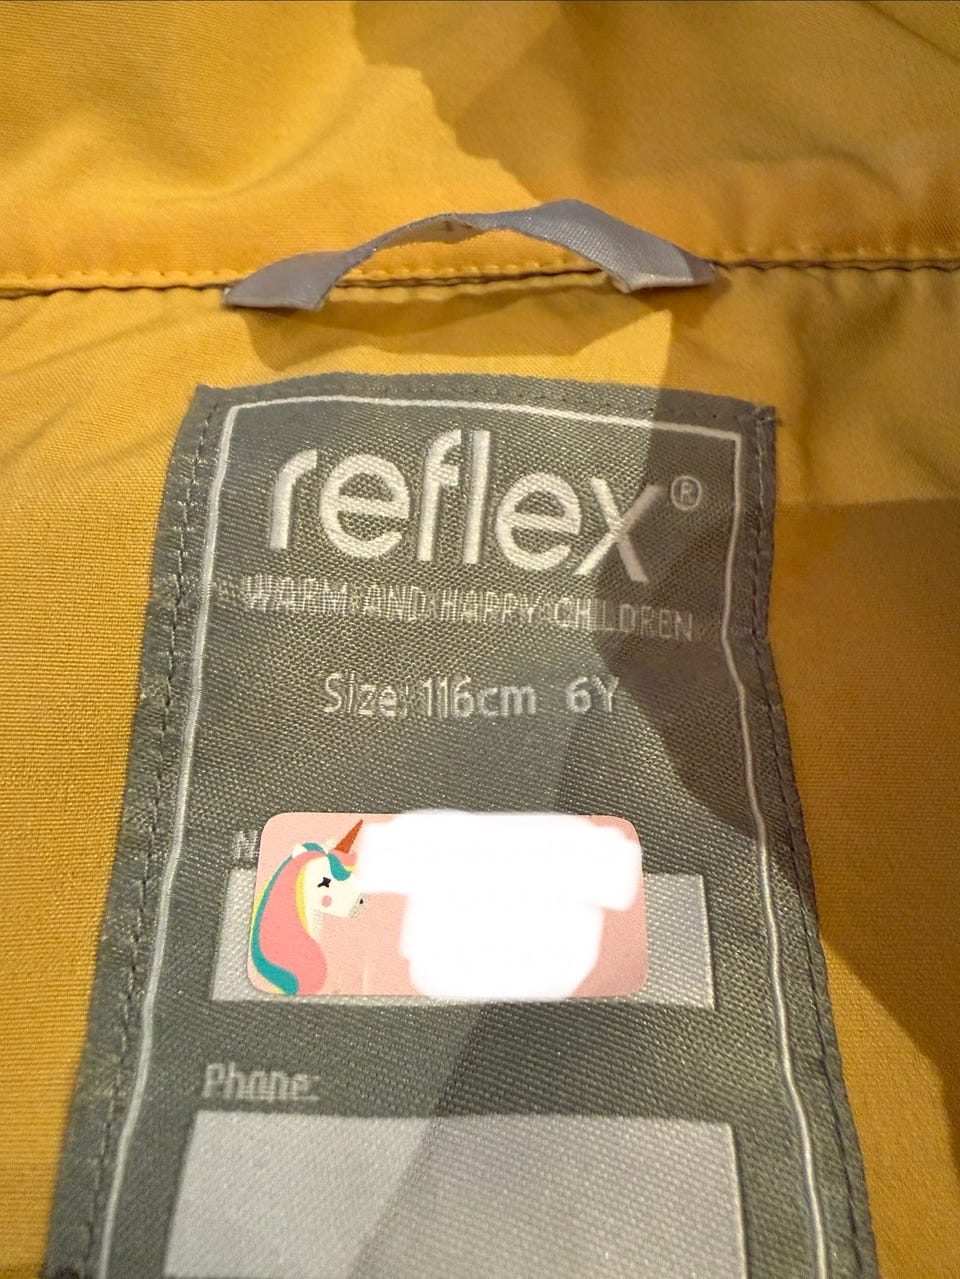 reflex®
WARM AND HAPPY CHILDREN
Size: 116cm 6Y
Phone: